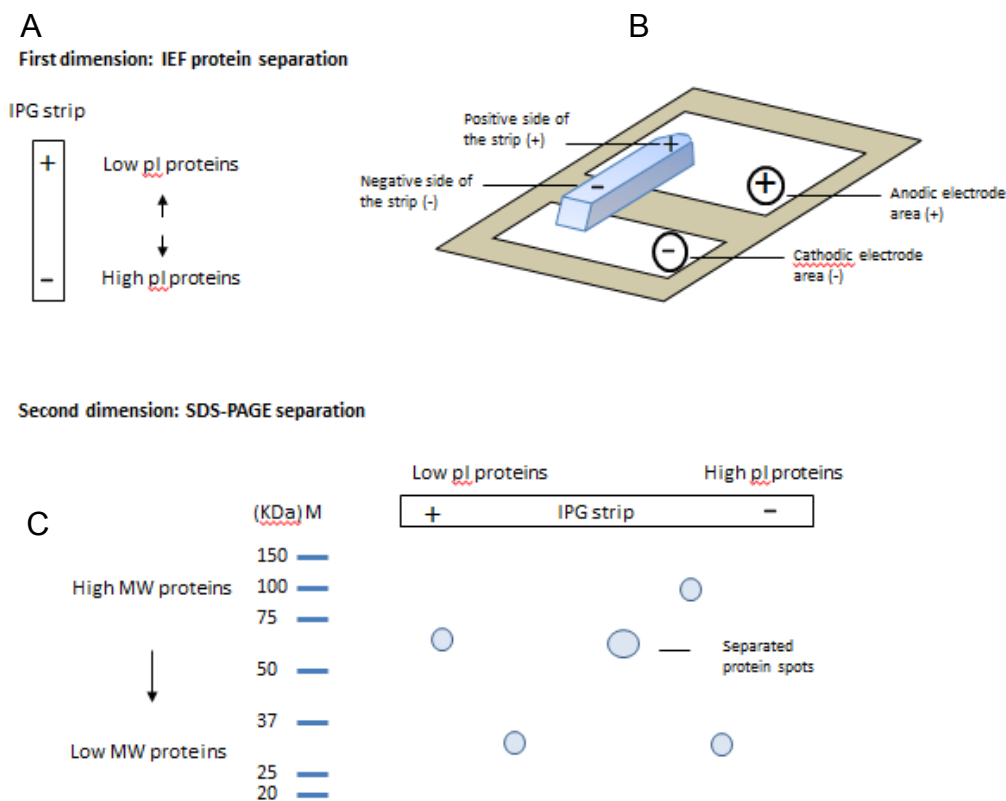 A
B
First dimension: IEF protein separation
IPG strip
+
Low pI proteins
High pI proteins
−
Positive side of
the strip (+)
+
Negative side of
the strip (-)
−
+
Anodic electrode
area (+)
−
Cathodic electrode
area (-)
Second dimension: SDS-PAGE separation
Low pI proteins
High pI proteins
C
(KDa) M
+ IPG strip −
150
High MW proteins
100
75
Separated
protein spots
50
37
Low MW proteins
25
20